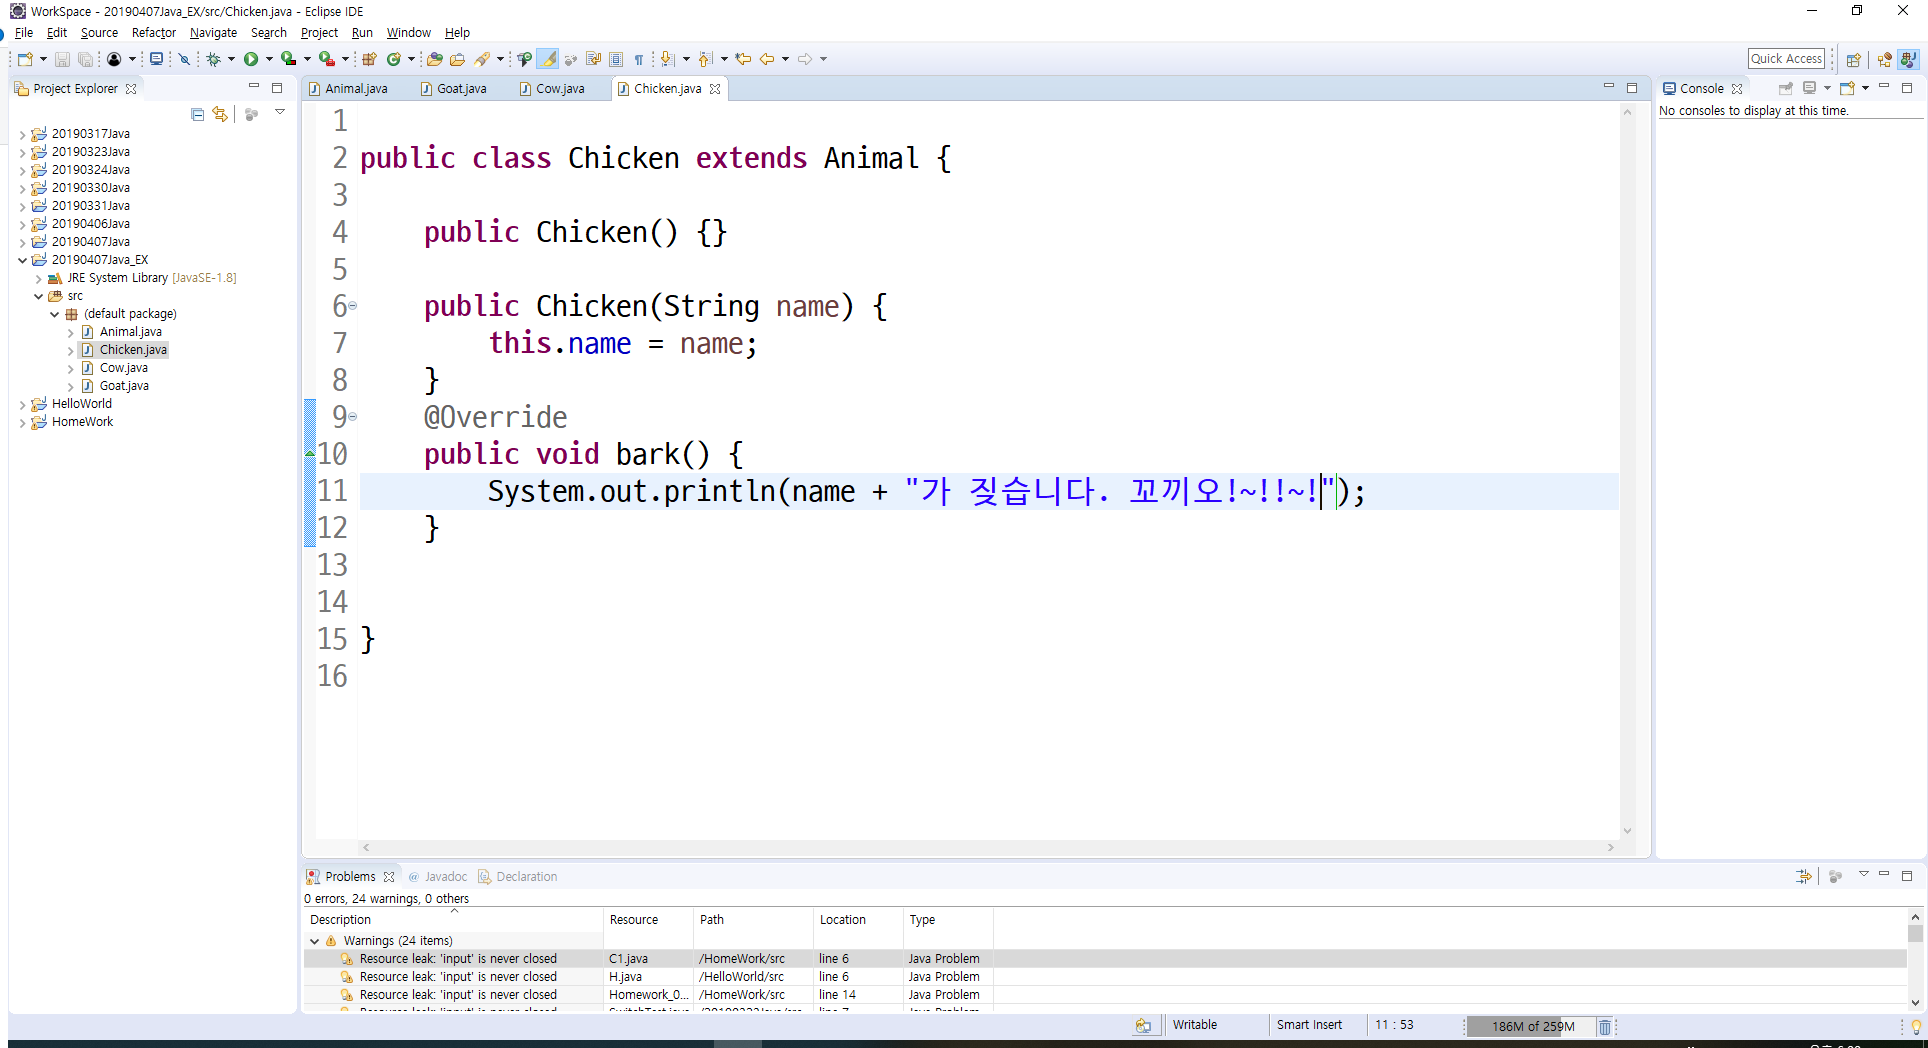 WorkSpace - 20190407Java_EX/src/Chicken.java - Eclipse IDE
File Edit Source Refactor Navigate Search Project Run Window Help
Quick Access
Project Explorer
20190317Java
20190323Java
20190324Java
20190330Java
20190331Java
20190406Java
20190407Java
20190407Java_EX
JRE System Library [JavaSE-1.8]
src
(default package)
Animal.java
Chicken.java
Cow.java
Goat.java
HelloWorld
HomeWork
Animal.java Goat.java Cow.java Chicken.java
1
2 public class Chicken extends Animal {
3
4 public Chicken() {}
5
6 public Chicken(String name) {
7 this.name = name;
8 }
9 @Override
10 public void bark() {
11 System.out.println(name + "가 짖습니다. 꼬끼오!~!!~!");
12 }
13
14
15 }
16
Console
No consoles to display at this time.
Problems @ Javadoc Declaration
0 errors, 24 warnings, 0 others
Description Resource Path Location Type
Warnings (24 items)
Resource leak: 'input' is never closed C1.java /HomeWork/src line 6 Java Problem
Resource leak: 'input' is never closed H.java /HelloWorld/src line 6 Java Problem
Resource leak: 'input' is never closed Homework_0... /HomeWork/src line 14 Java Problem
Writable Smart Insert 11 : 53 186M of 259M